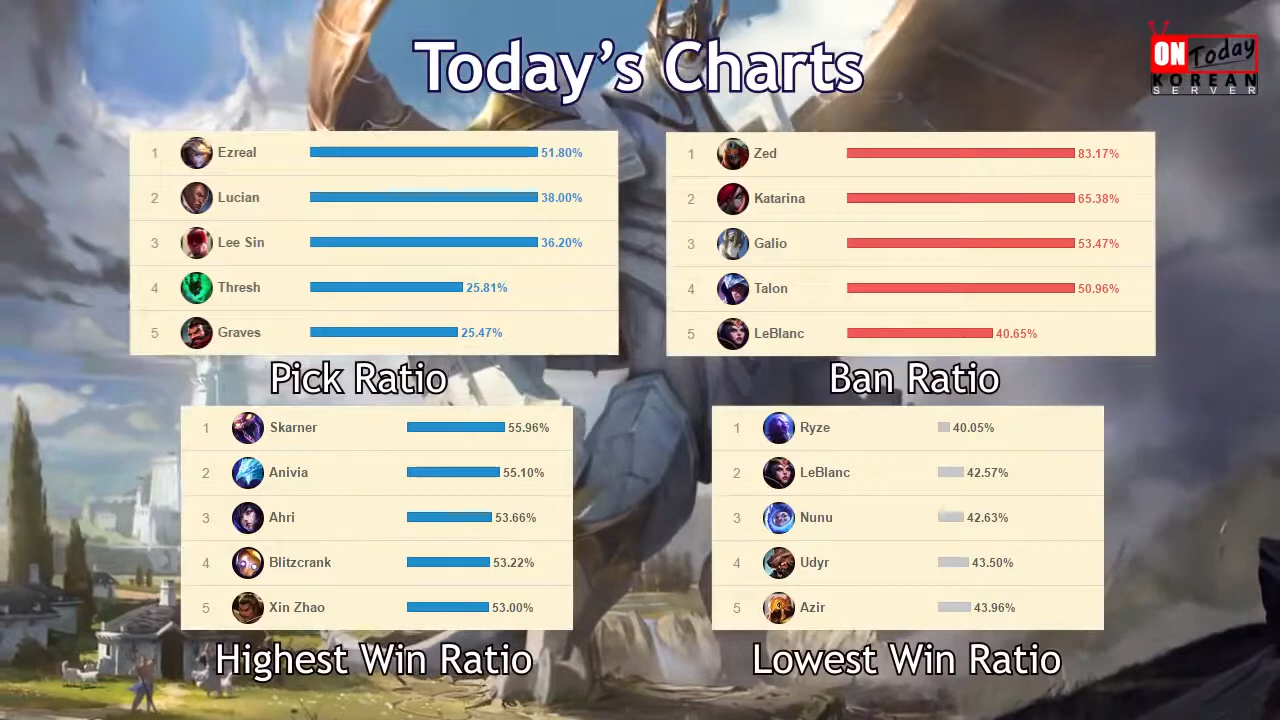 Today's Charts
ON Today
KOREAN
SERVER
1 Ezreal 51.80%
2 Lucian 38.00%
3 Lee Sin 36.20%
4 Thresh 25.81%
5 Graves 25.47%
Pick Ratio
1 Zed 83.17%
2 Katarina 65.38%
3 Galio 53.47%
4 Talon 50.96%
5 LeBlanc 40.65%
Ban Ratio
1 Skarner 55.96%
2 Anivia 55.10%
3 Ahri 53.66%
4 Blitzcrank 53.22%
5 Xin Zhao 53.00%
Highest Win Ratio
1 Ryze 40.05%
2 LeBlanc 42.57%
3 Nunu 42.63%
4 Udyr 43.50%
5 Azir 43.96%
Lowest Win Ratio